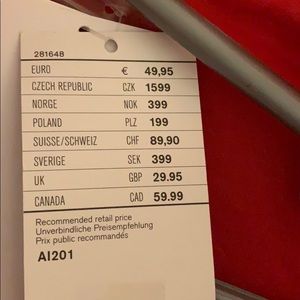 281648
EURO € 49,95
CZECH REPUBLIC CZK 1599
NORGE NOK 399
POLAND PLZ 199
SUISSE/SCHWEIZ CHF 89,90
SVERIGE SEK 399
UK GBP 29.95
CANADA CAD 59.99
Recommended retail price
Unverbindliche Preisempfehlung
Prix public recommandés
AI201